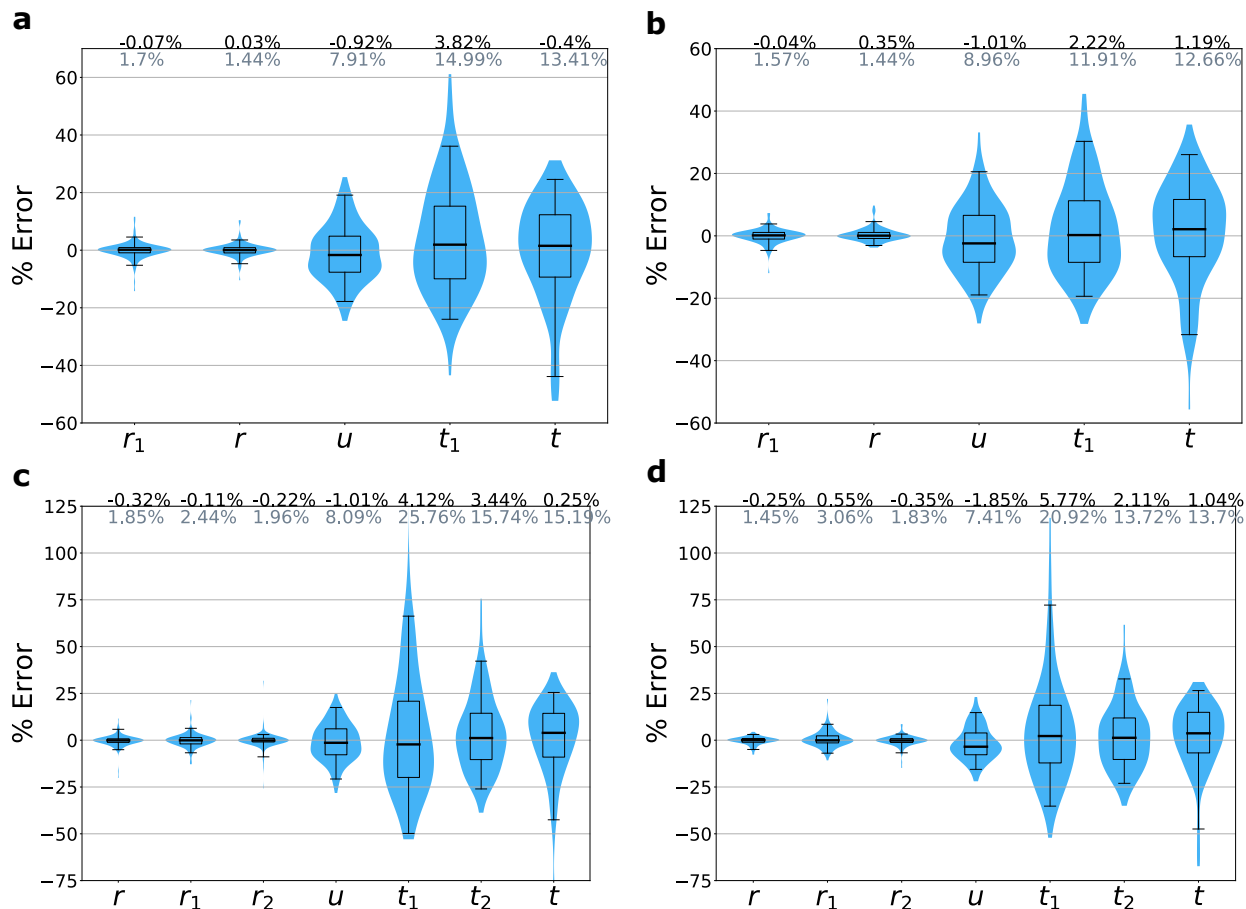 a
-0.07% 0.03% -0.92% 3.82% -0.4%
1.7% 1.44% 7.91% 14.99% 13.41%
60
40
20
0
−20
−40
−60
% Error
r1 r u t1 t
b
-0.04% 0.35% -1.01% 2.22% 1.19%
1.57% 1.44% 8.96% 11.91% 12.66%
60
40
20
0
−20
−40
−60
% Error
r1 r u t1 t
c
-0.32% -0.11% -0.22% -1.01% 4.12% 3.44% 0.25%
1.85% 2.44% 1.96% 8.09% 25.76% 15.74% 15.19%
125
100
75
50
25
0
−25
−50
−75
% Error
r r1 r2 u t1 t2 t
d
-0.25% 0.55% -0.35% -1.85% 5.77% 2.11% 1.04%
1.45% 3.06% 1.83% 7.41% 20.92% 13.72% 13.7%
125
100
75
50
25
0
−25
−50
−75
% Error
r r1 r2 u t1 t2 t